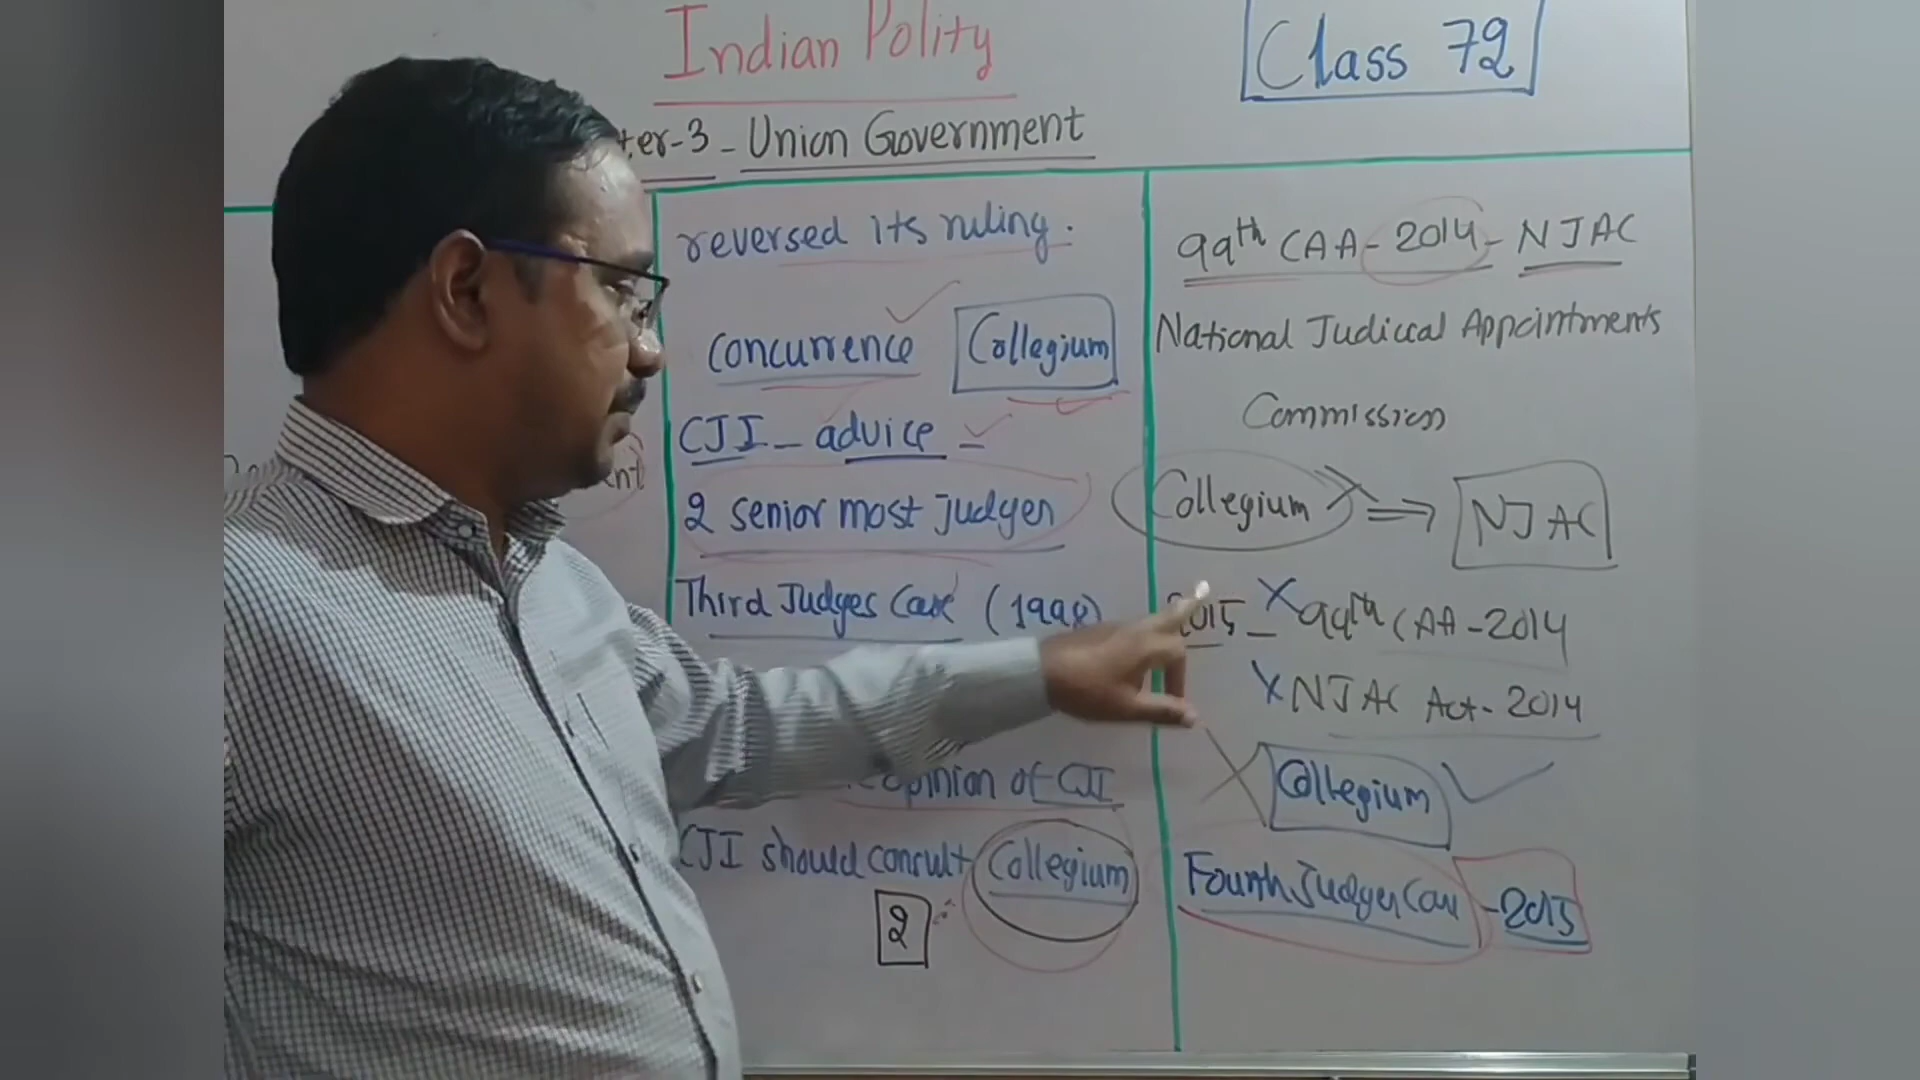 Indian Polity
Class 72
ter-3 - Union Government
reversed its ruling.
concurrence
Collegium
CJI - advice -
2 senior most judges
Third Judges Case (1998)
opinion of CJI
CJI should consult Collegium
2
99th CAA - 2014 - NJAC
National Judicial Appointments
Commission
Collegium X ⇒ NJAC
2015 - X 99th CAA - 2014
X NJAC Act - 2014
Collegium ✓
Fourth Judges Case - 2015